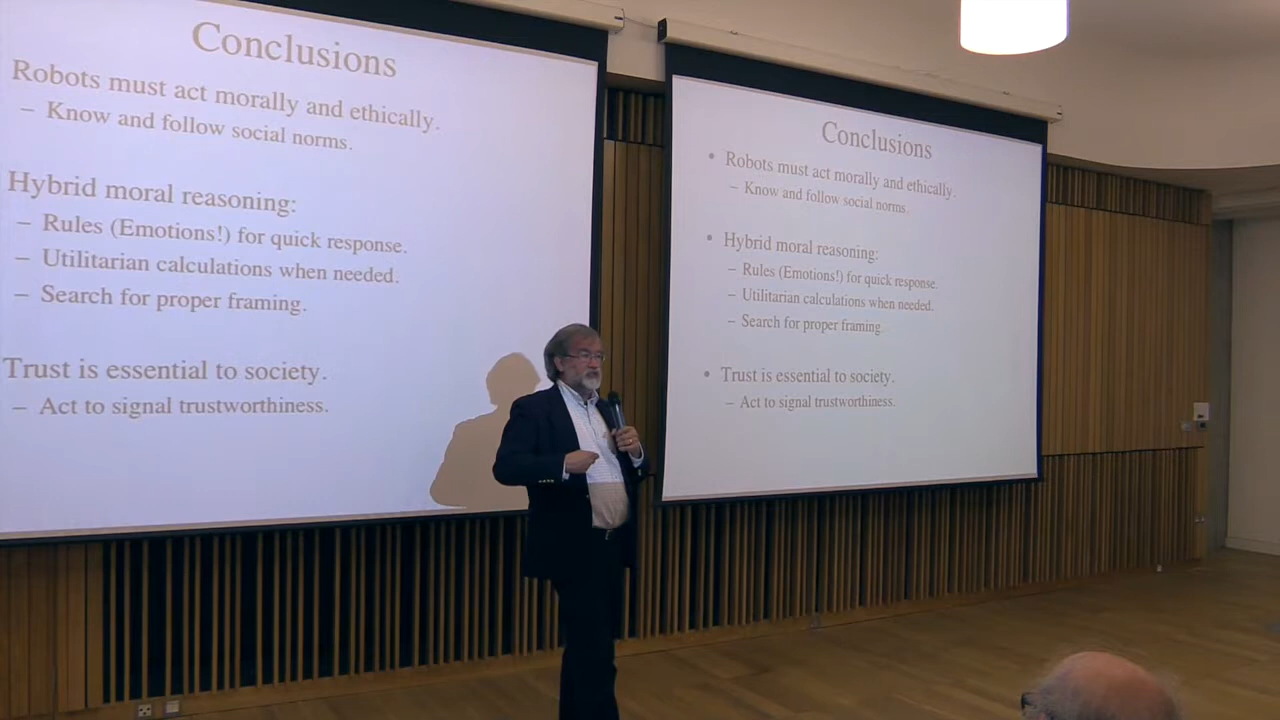 Conclusions
Robots must act morally and ethically.
– Know and follow social norms.
Hybrid moral reasoning:
– Rules (Emotions!) for quick response.
– Utilitarian calculations when needed.
– Search for proper framing.
Trust is essential to society.
– Act to signal trustworthiness.
Conclusions
• Robots must act morally and ethically.
– Know and follow social norms.
• Hybrid moral reasoning:
– Rules (Emotions!) for quick response.
– Utilitarian calculations when needed.
– Search for proper framing.
• Trust is essential to society.
– Act to signal trustworthiness.